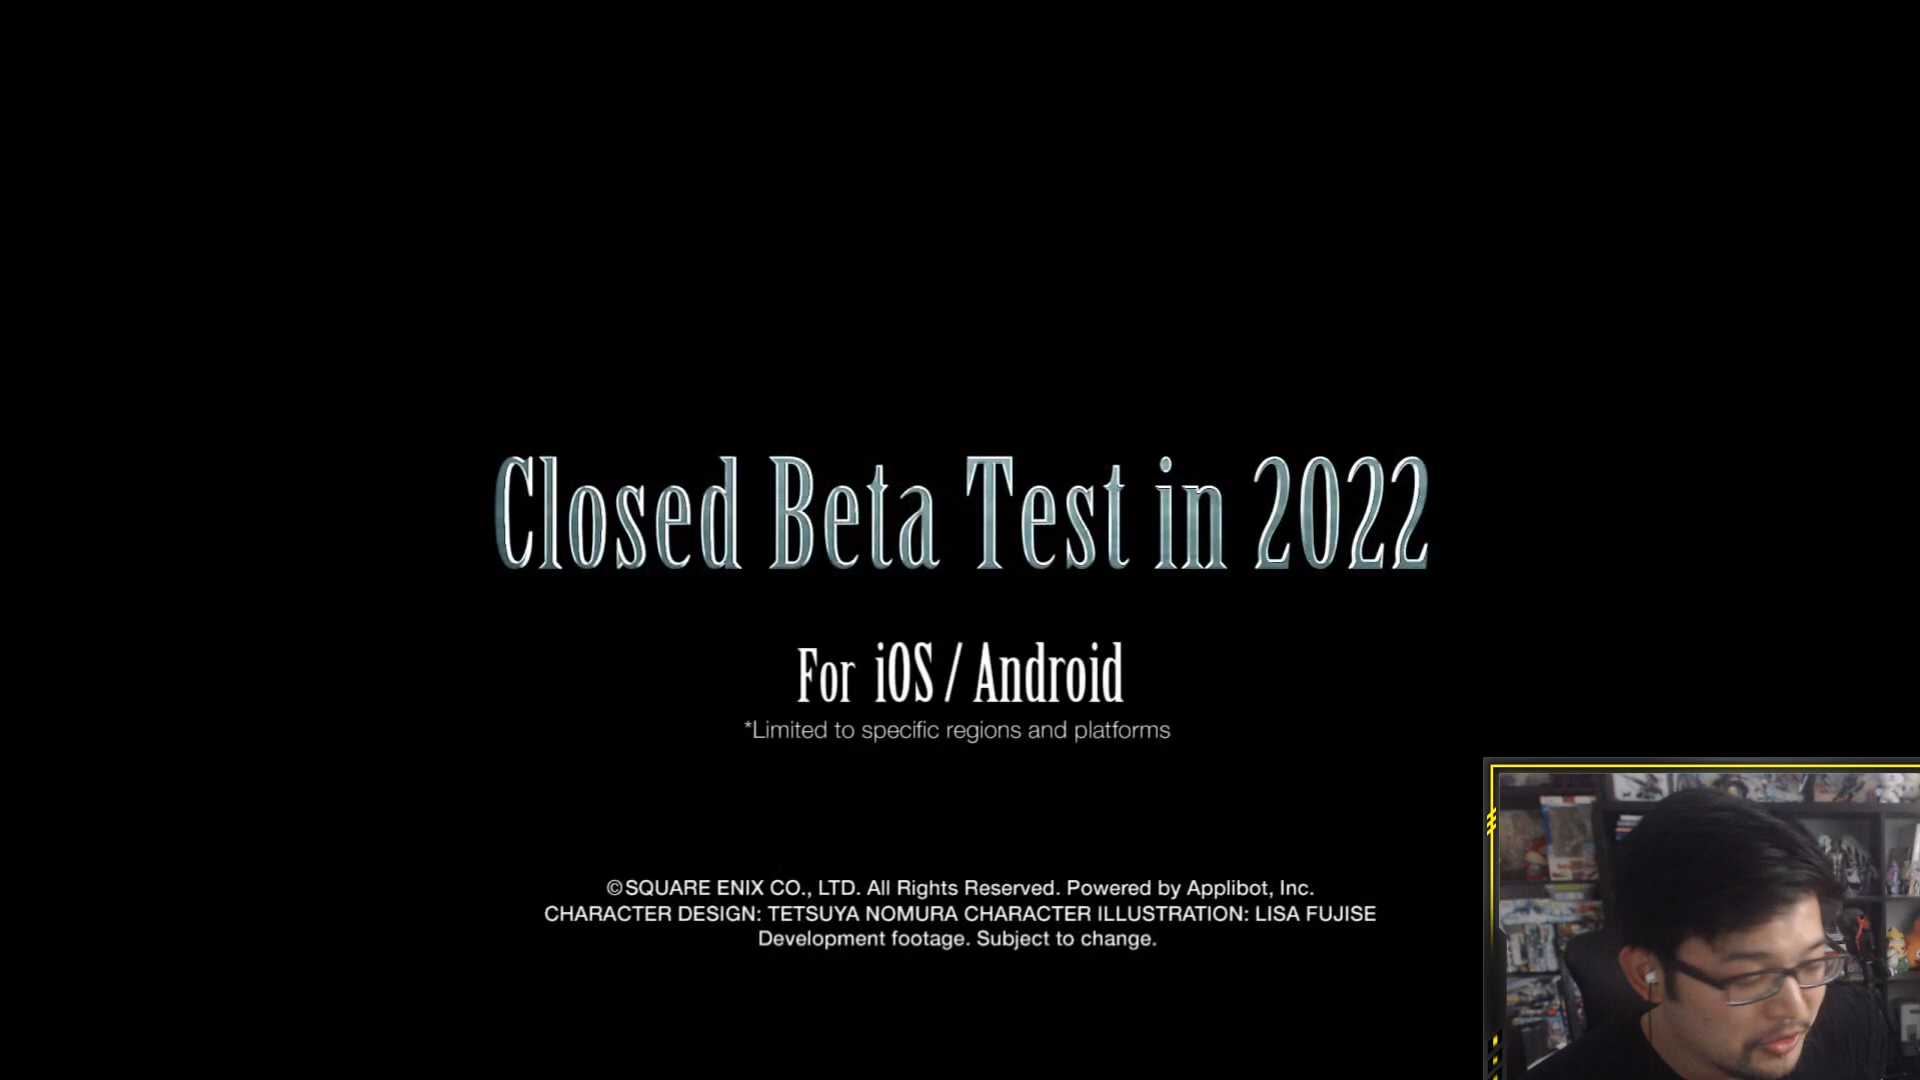 Closed Beta Test in 2022
For iOS / Android
*Limited to specific regions and platforms
©SQUARE ENIX CO., LTD. All Rights Reserved. Powered by Applibot, Inc.
CHARACTER DESIGN: TETSUYA NOMURA CHARACTER ILLUSTRATION: LISA FUJISE
Development footage. Subject to change.